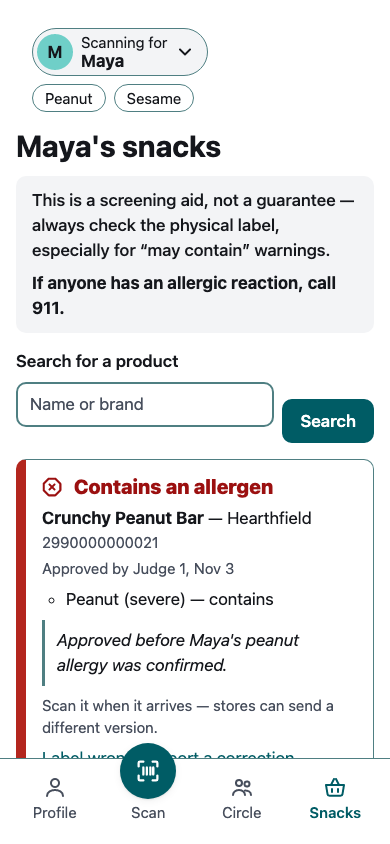 M
Scanning for
Maya
Peanut
Sesame
Maya's snacks
This is a screening aid, not a guarantee —
always check the physical label,
especially for “may contain” warnings.
If anyone has an allergic reaction, call
911.
Search for a product
Name or brand
Search
Contains an allergen
Crunchy Peanut Bar — Hearthfield
2990000000021
Approved by Judge 1, Nov 3
Peanut (severe) — contains
Approved before Maya's peanut
allergy was confirmed.
Scan it when it arrives — stores can send a
different version.
Label a correction
Profile
Scan
Circle
Snacks